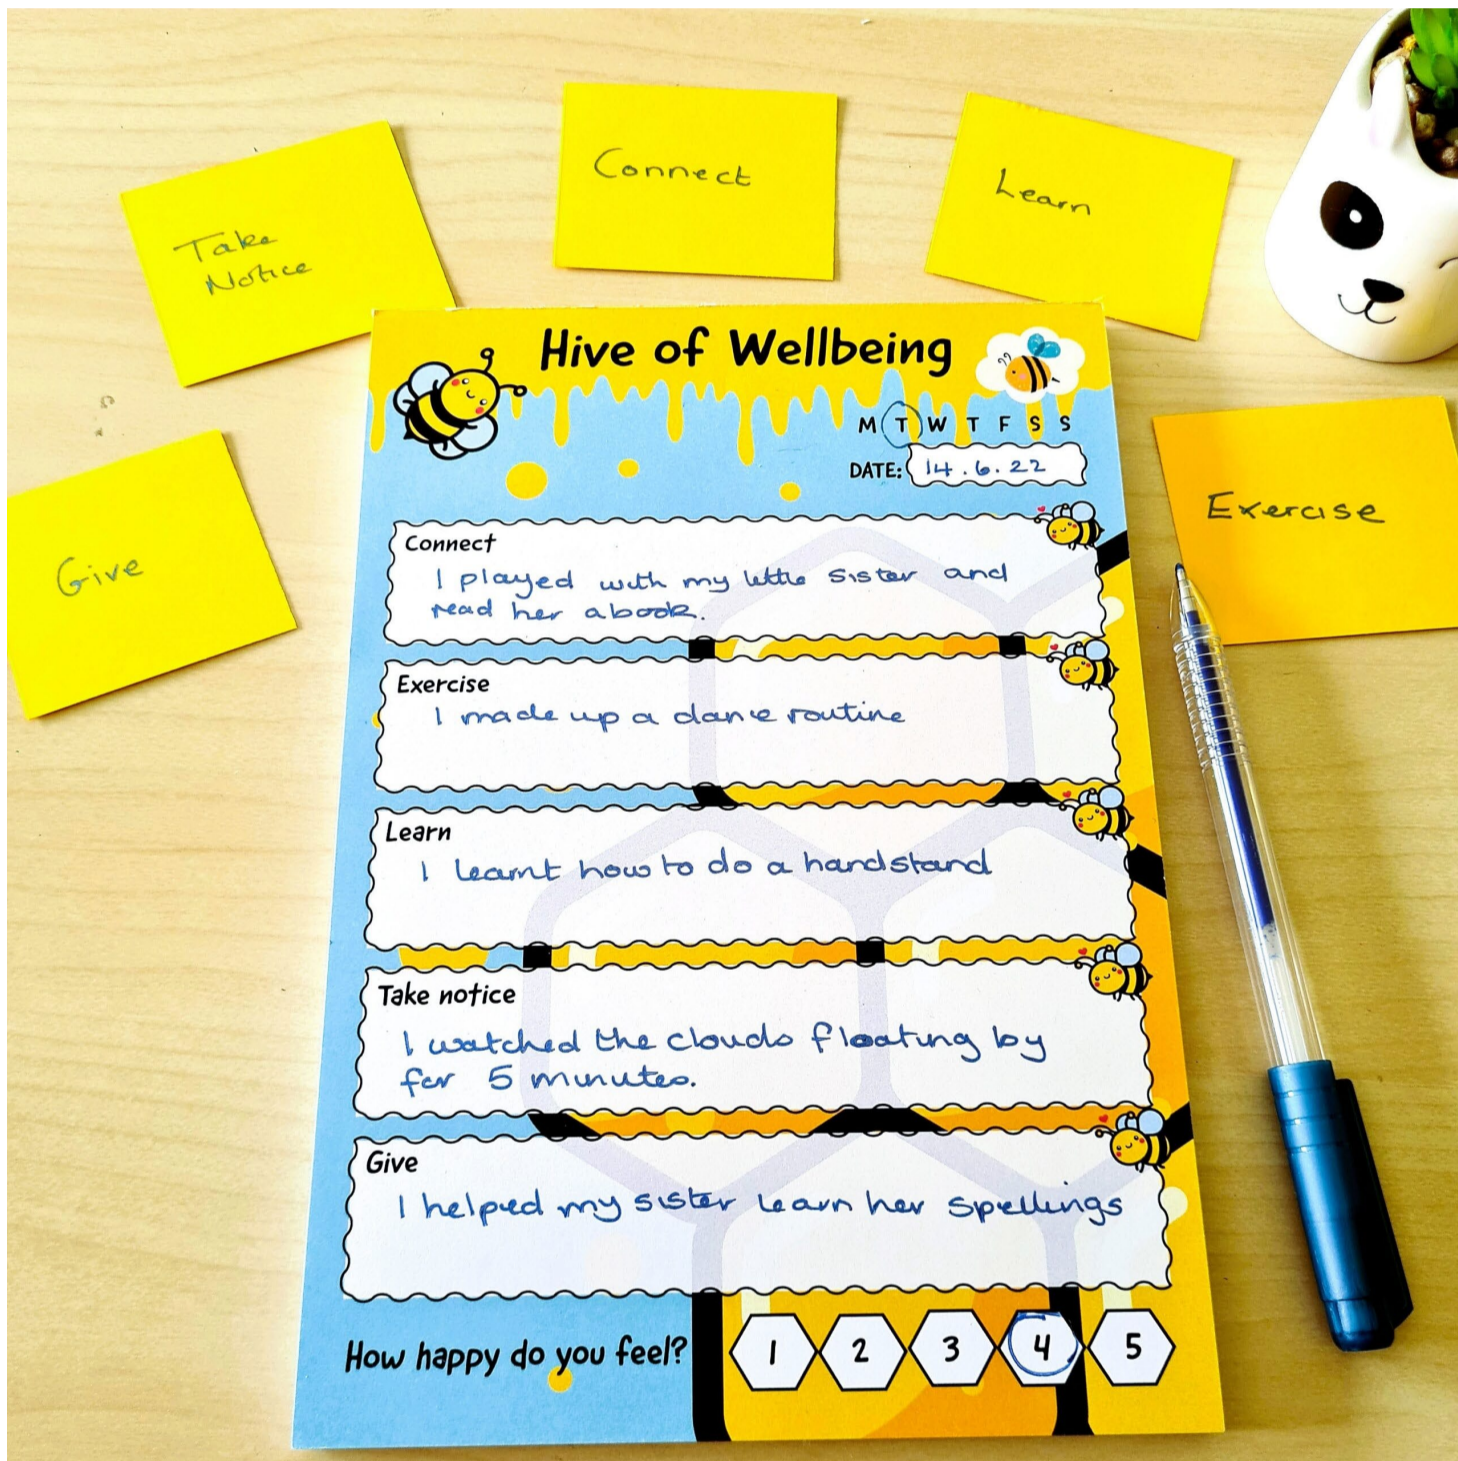 Connect
Learn
Take
Notice
Exercise
Give
Hive of Wellbeing
M T W T F S S
DATE: 14.6.22
Connect
I played with my little sister and
read her a book.
Exercise
I made up a dance routine
Learn
I learnt how to do a handstand
Take notice
I watched the clouds floating by
for 5 minutes.
Give
I helped my sister learn her spellings
How happy do you feel? 1 2 3 4 5